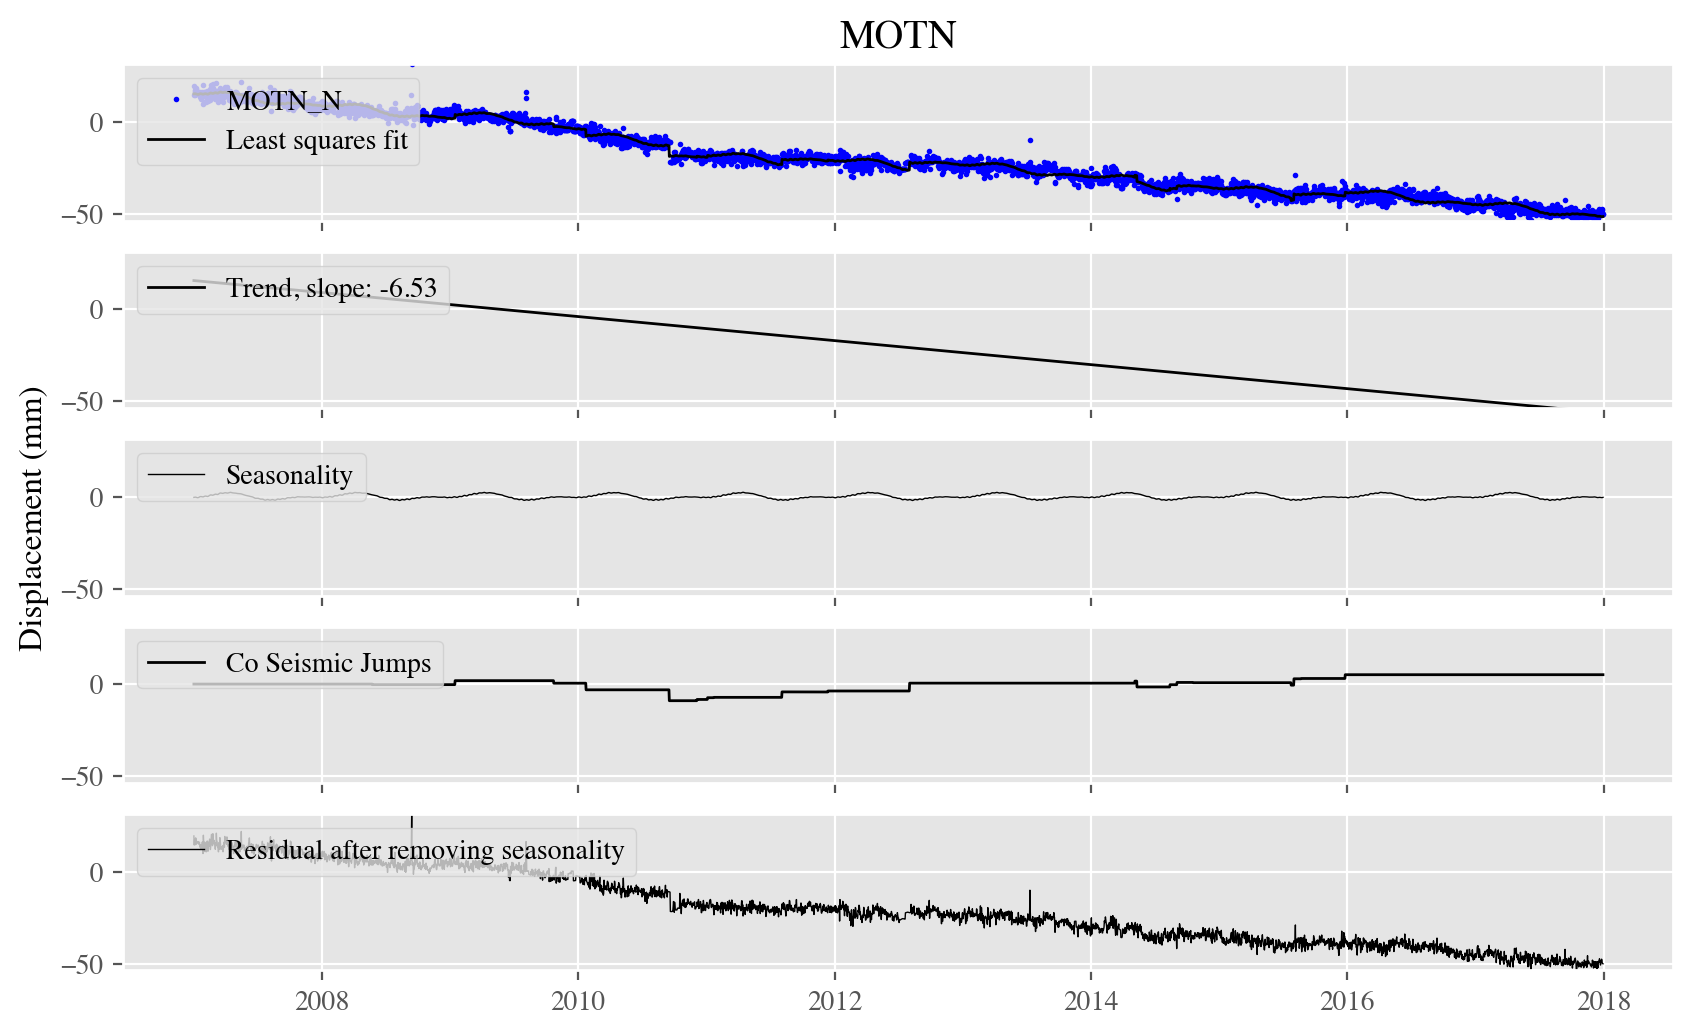 MOTN
MOTN_N
Least squares fit
0
−50
Trend, slope: -6.53
0
−50
Displacement (mm)
Seasonality
0
−50
Co Seismic Jumps
0
−50
Residual after removing seasonality
0
−50
2008 2010 2012 2014 2016 2018